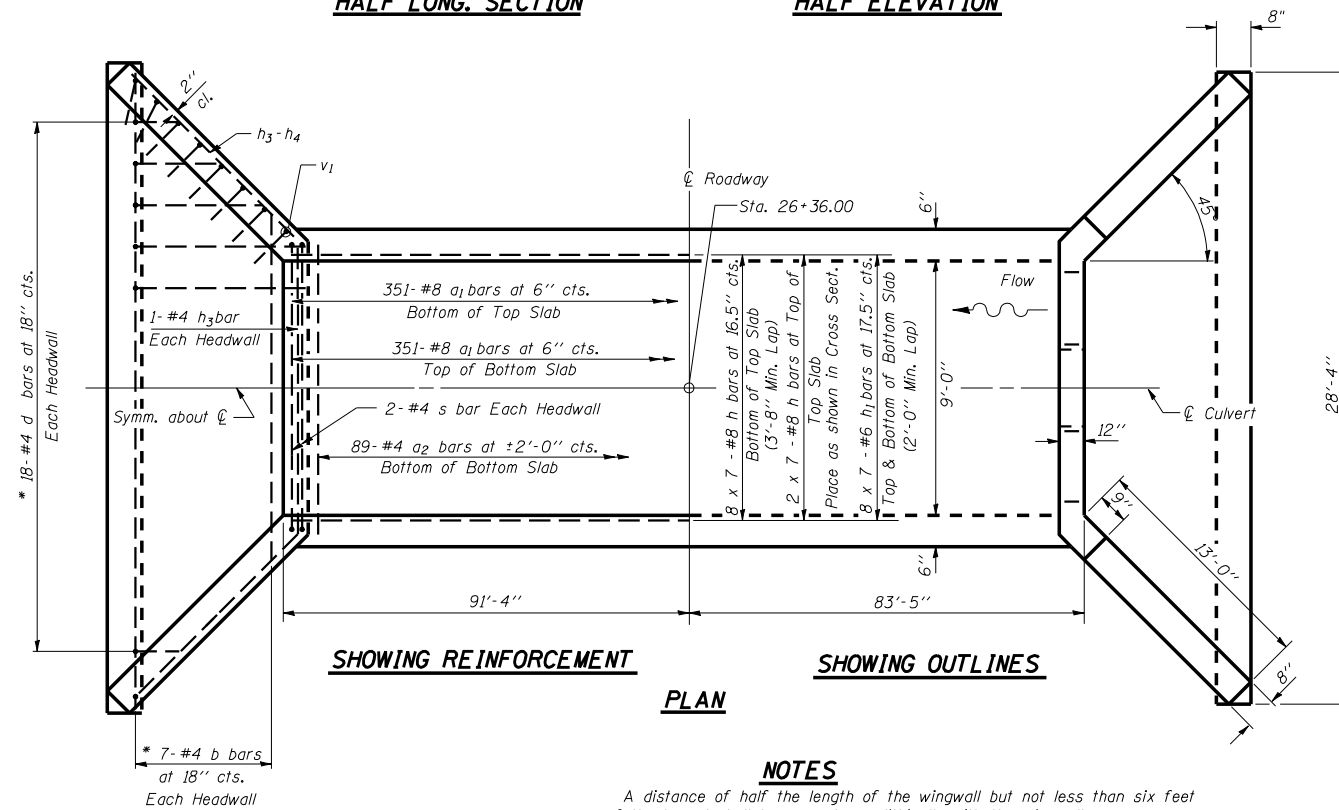 HALF LONG. SECTION
HALF ELEVATION
8"
2" cl.
h3-h4
v1
℄ Roadway
Sta. 26+36.00
6"
45°
Flow
* 18-#4 d bars at 18" cts.
Each Headwall
1-#4 h3 bar
Each Headwall
351-#8 a1 bars at 6" cts.
Bottom of Top Slab
351-#8 a1 bars at 6" cts.
Top of Bottom Slab
2-#4 s bar Each Headwall
Symm. about ℄
89-#4 a2 bars at ±2'-0" cts.
Bottom of Bottom Slab
8 x 7 -#8 h bars at 16.5" cts.
Bottom of Top Slab
(3'-8" Min. Lap)
2 x 7 -#8 h bars at Top of
Top Slab
Place as shown in Cross Sect.
8 x 7 -#6 h1 bars at 17.5" cts.
Top & Bottom of Bottom Slab
(2'-0" Min. Lap)
9'-0"
℄ Culvert
12"
28'-4"
9"
13'-0"
8"
6"
91'-4"
83'-5"
SHOWING REINFORCEMENT
SHOWING OUTLINES
PLAN
* 7-#4 b bars
at 18" cts.
Each Headwall
NOTES
A distance of half the length of the wingwall but not less than six feet